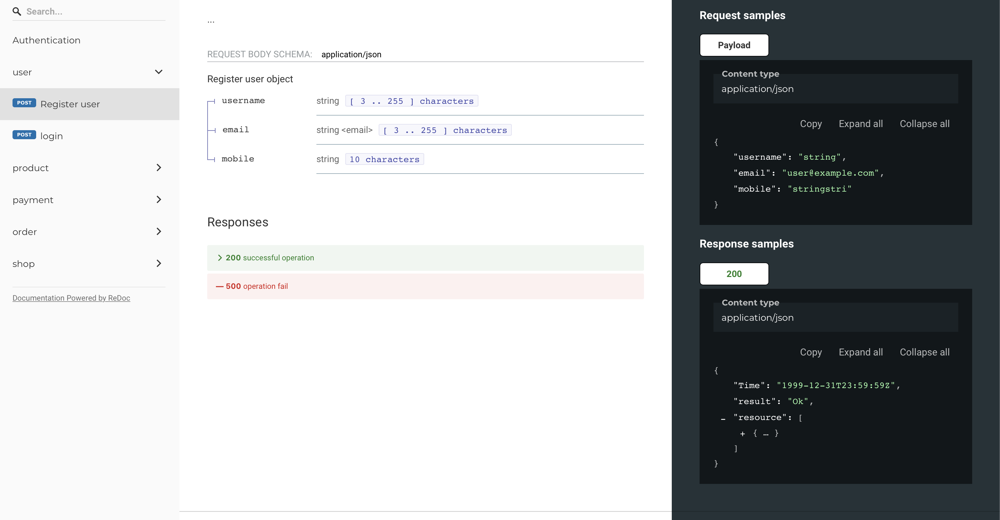 Search...
Authentication
user
POST Register user
POST login
product
payment
order
shop
Documentation Powered by ReDoc
...
REQUEST BODY SCHEMA: application/json
Register user object
username string [ 3 .. 255 ] characters
email string <email> [ 3 .. 255 ] characters
mobile string 10 characters
Responses
> 200 successful operation
— 500 operation fail
Request samples
Payload
Content type
application/json
Copy Expand all Collapse all
{
"username": "string",
"email": "user@example.com",
"mobile": "stringstri"
}
Response samples
200
Content type
application/json
Copy Expand all Collapse all
{
"Time": "1999-12-31T23:59:59Z",
"result": "Ok",
- "resource": [
+ { … }
]
}